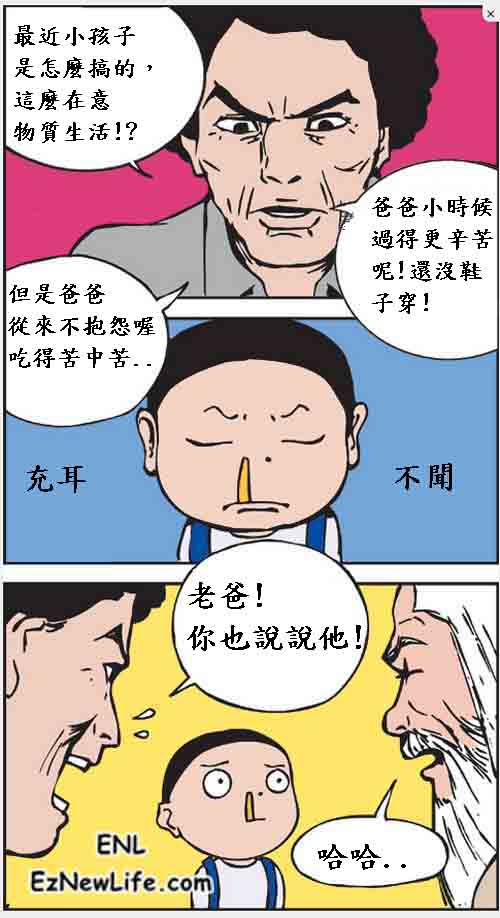 最近小孩子
是怎麼搞的，
這麼在意
物質生活!?
爸爸小時候
過得更辛苦
呢!還沒鞋
子穿!
但是爸爸
從來不抱怨喔
吃得苦中苦..
充耳
不聞
老爸!
你也說說他!
哈哈..
ENL
EzNewLife.com